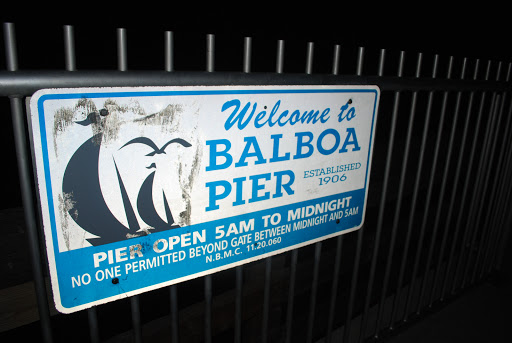 Welcome to
BALBOA
PIER
ESTABLISHED
1906
PIER OPEN 5AM TO MIDNIGHT
NO ONE PERMITTED BEYOND GATE BETWEEN MIDNIGHT AND 5AM
N.B.M.C. 11.20.060